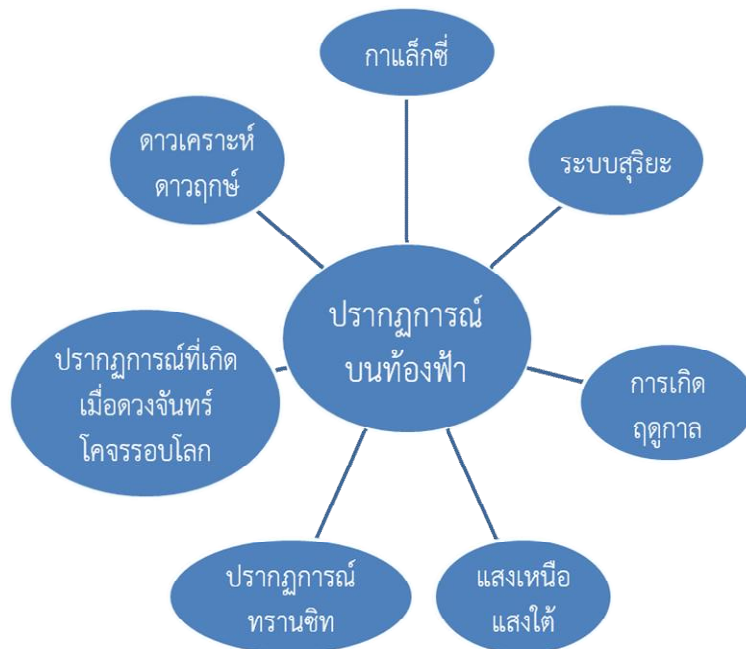 กาแล็กซี่
ดาวเคราะห์
ดาวฤกษ์
ระบบสุริยะ
ปรากฏการณ์
บนท้องฟ้า
ปรากฏการณ์ที่เกิด
เมื่อดวงจันทร์
โคจรรอบโลก
การเกิด
ฤดูกาล
ปรากฏการณ์
ทรานซิท
แสงเหนือ
แสงใต้